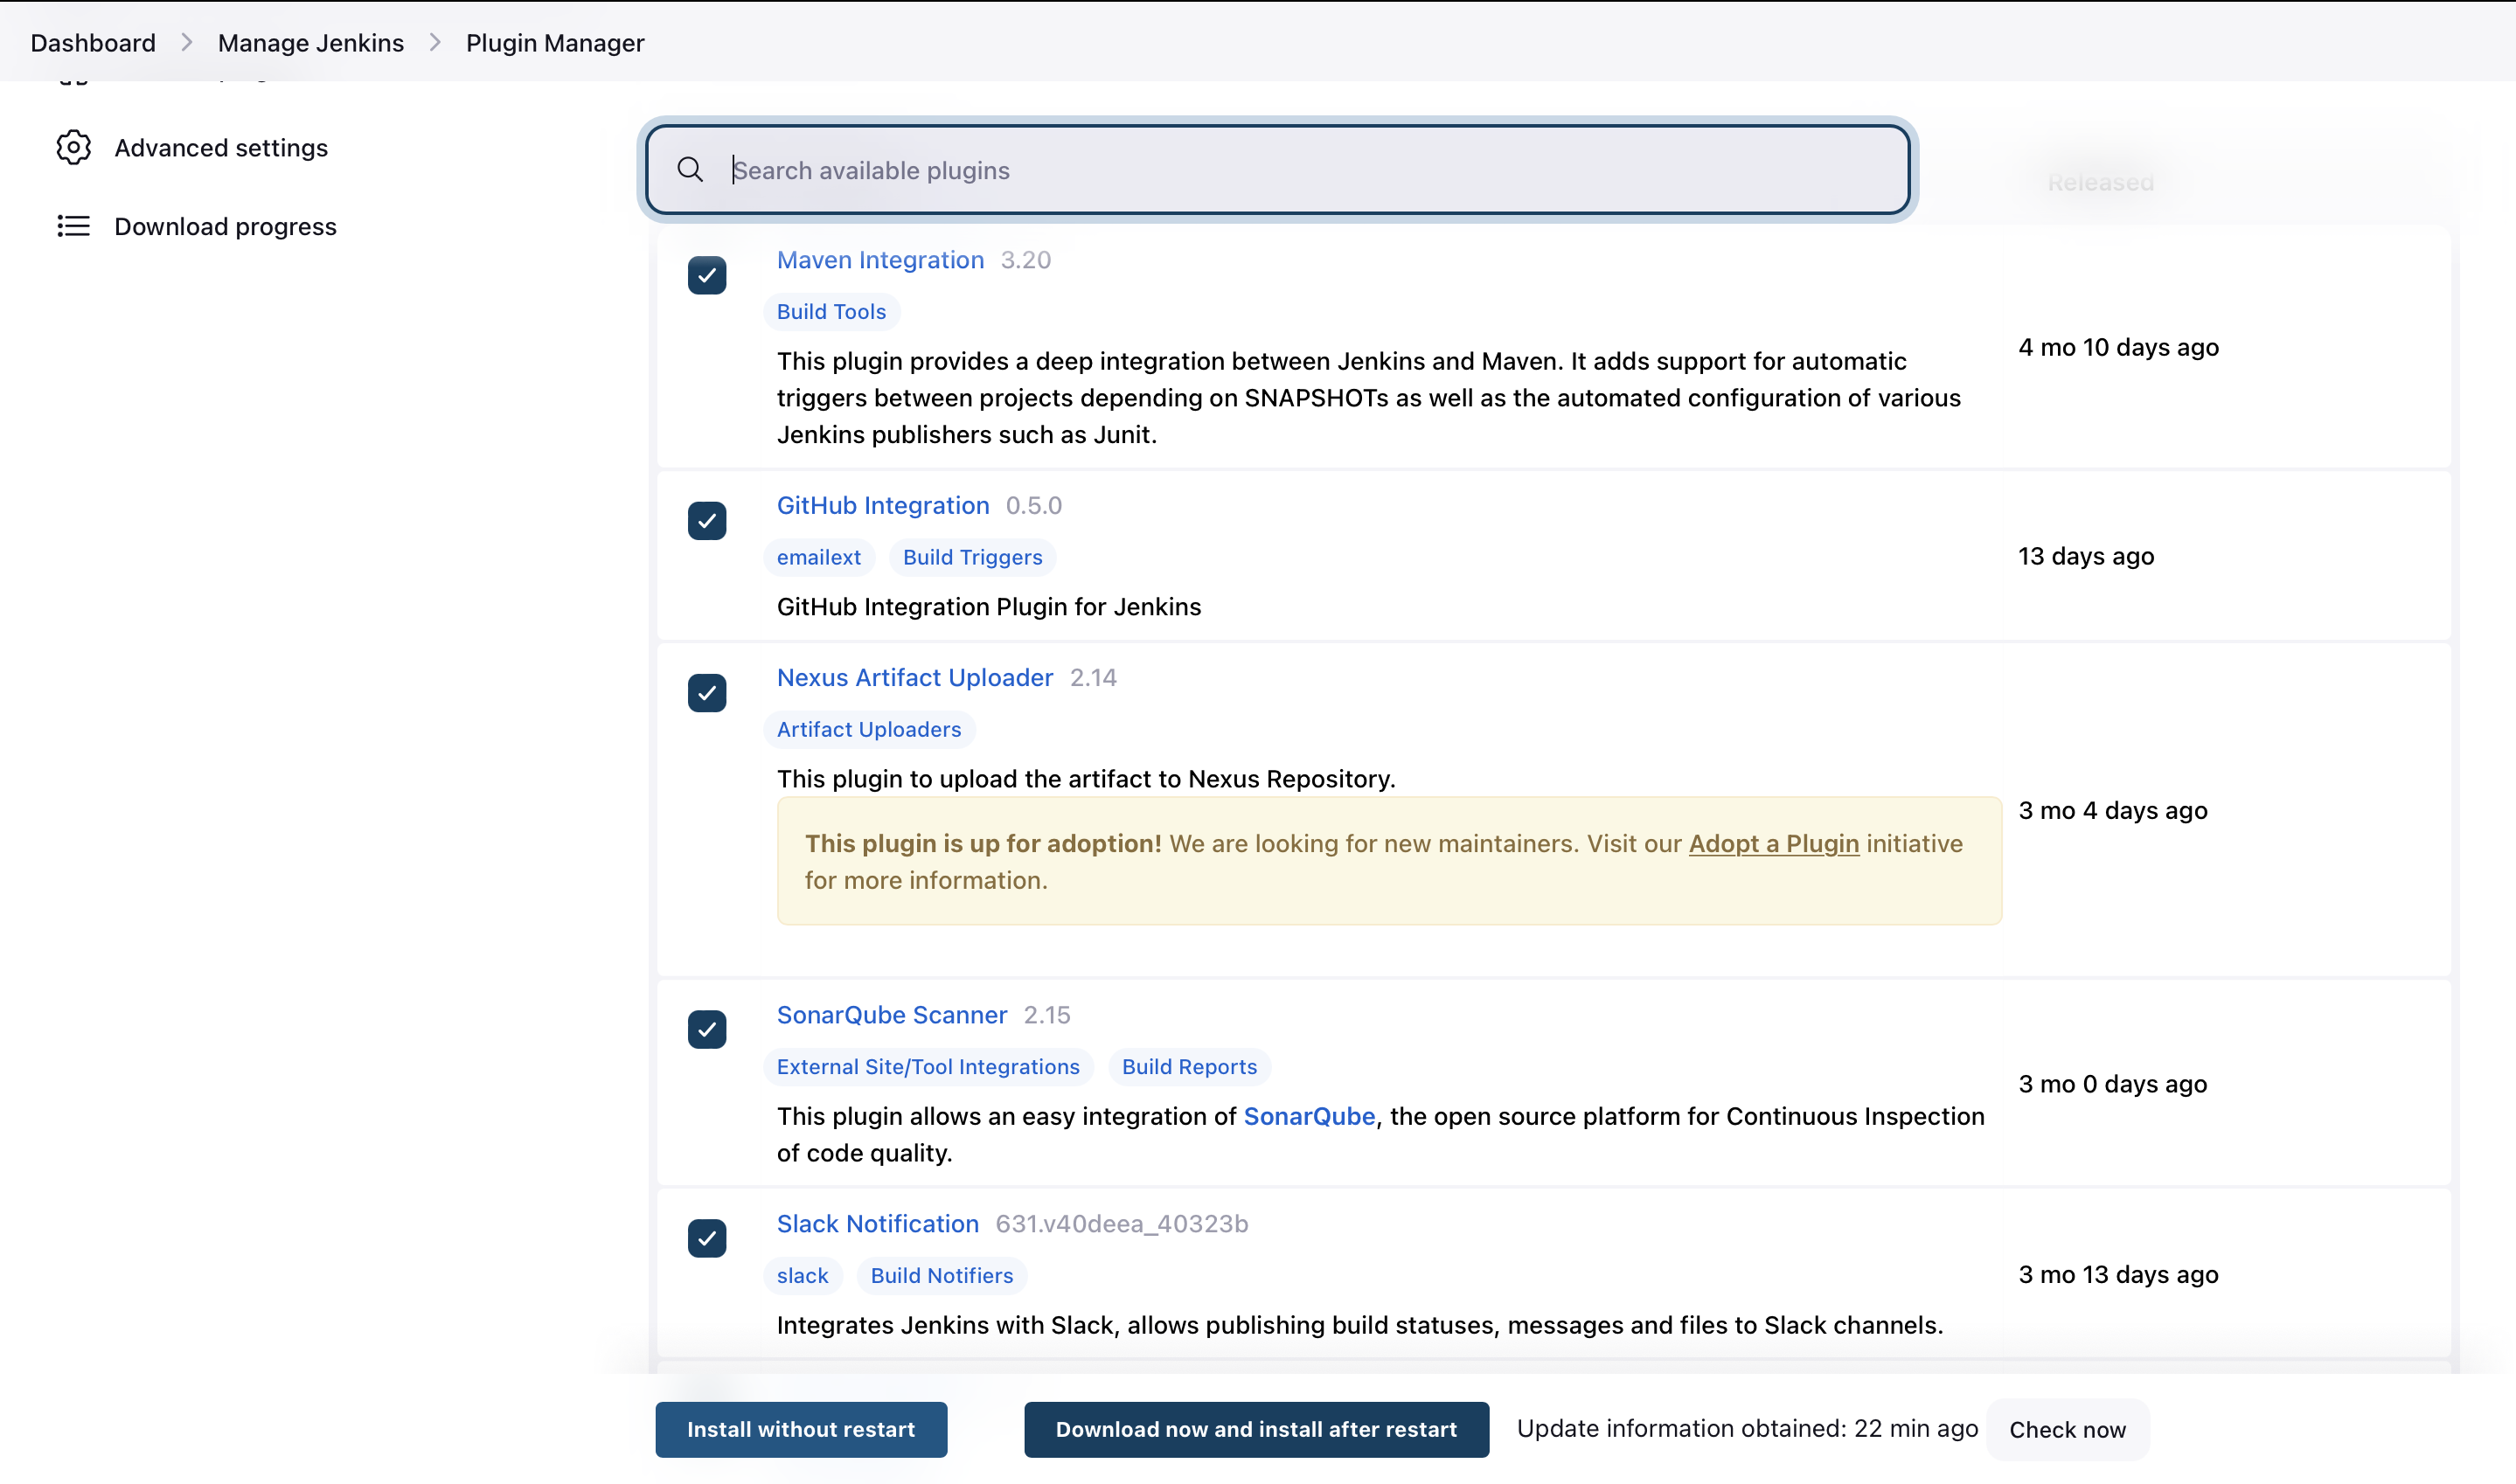 Dashboard > Manage Jenkins > Plugin Manager
Advanced settings
Download progress
Search available plugins
Released
Maven Integration 3.20
Build Tools
This plugin provides a deep integration between Jenkins and Maven. It adds support for automatic
triggers between projects depending on SNAPSHOTs as well as the automated configuration of various
Jenkins publishers such as Junit.
4 mo 10 days ago
GitHub Integration 0.5.0
emailext Build Triggers
GitHub Integration Plugin for Jenkins
13 days ago
Nexus Artifact Uploader 2.14
Artifact Uploaders
This plugin to upload the artifact to Nexus Repository.
This plugin is up for adoption! We are looking for new maintainers. Visit our Adopt a Plugin initiative
for more information.
3 mo 4 days ago
SonarQube Scanner 2.15
External Site/Tool Integrations Build Reports
This plugin allows an easy integration of SonarQube, the open source platform for Continuous Inspection
of code quality.
3 mo 0 days ago
Slack Notification 631.v40deea_40323b
slack Build Notifiers
Integrates Jenkins with Slack, allows publishing build statuses, messages and files to Slack channels.
3 mo 13 days ago
Install without restart Download now and install after restart Update information obtained: 22 min ago Check now